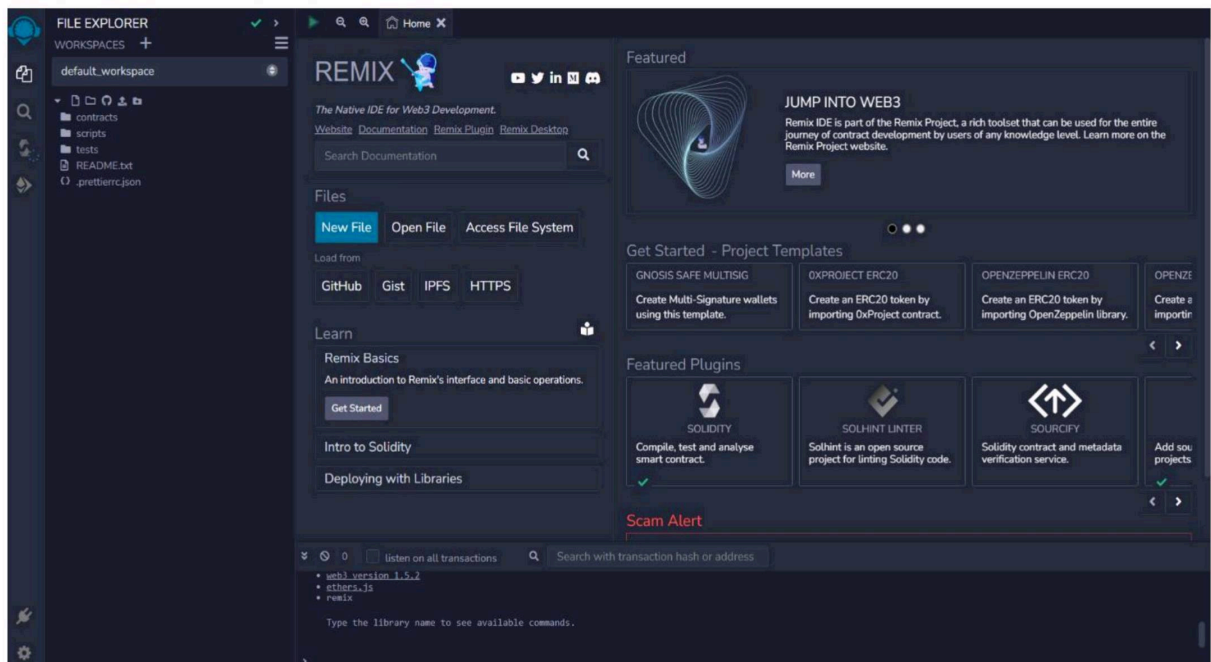 FILE EXPLORER
WORKSPACES
default_workspace
contracts
scripts
tests
README.txt
.prettierrc.json
Home
REMIX
The Native IDE for Web3 Development.
Website Documentation Remix Plugin Remix Desktop
Search Documentation
Files
New File Open File Access File System
Load from
GitHub Gist IPFS HTTPS
Learn
Remix Basics
An introduction to Remix's interface and basic operations.
Get Started
Intro to Solidity
Deploying with Libraries
Featured
JUMP INTO WEB3
Remix IDE is part of the Remix Project, a rich toolset that can be used for the entire
journey of contract development by users of any knowledge level. Learn more on the
Remix Project website.
More
Get Started - Project Templates
GNOSIS SAFE MULTISIG
Create Multi-Signature wallets
using this template.
0XPROJECT ERC20
Create an ERC20 token by
importing 0xProject contract.
OPENZEPPELIN ERC20
Create an ERC20 token by
importing OpenZeppelin library.
OPENZE
Create a
importin
Featured Plugins
SOLIDITY
Compile, test and analyse
smart contract.
SOLHINT LINTER
Solhint is an open source
project for linting Solidity code.
SOURCIFY
Solidity contract and metadata
verification service.
Add sou
projects
Scam Alert
0 listen on all transactions Search with transaction hash or address
web3 version 1.5.2
ethers.js
remix
Type the library name to see available commands.
>